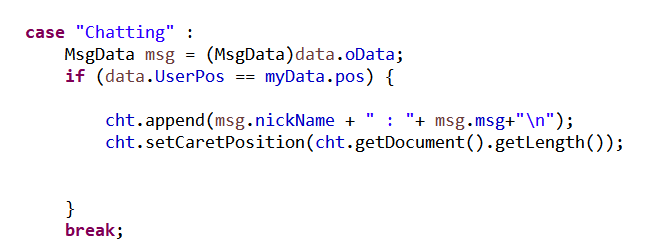 case "Chatting" :
MsgData msg = (MsgData)data.oData;
if (data.UserPos == myData.pos) {
cht.append(msg.nickName + " : "+ msg.msg+"\n");
cht.setCaretPosition(cht.getDocument().getLength());
}
break;